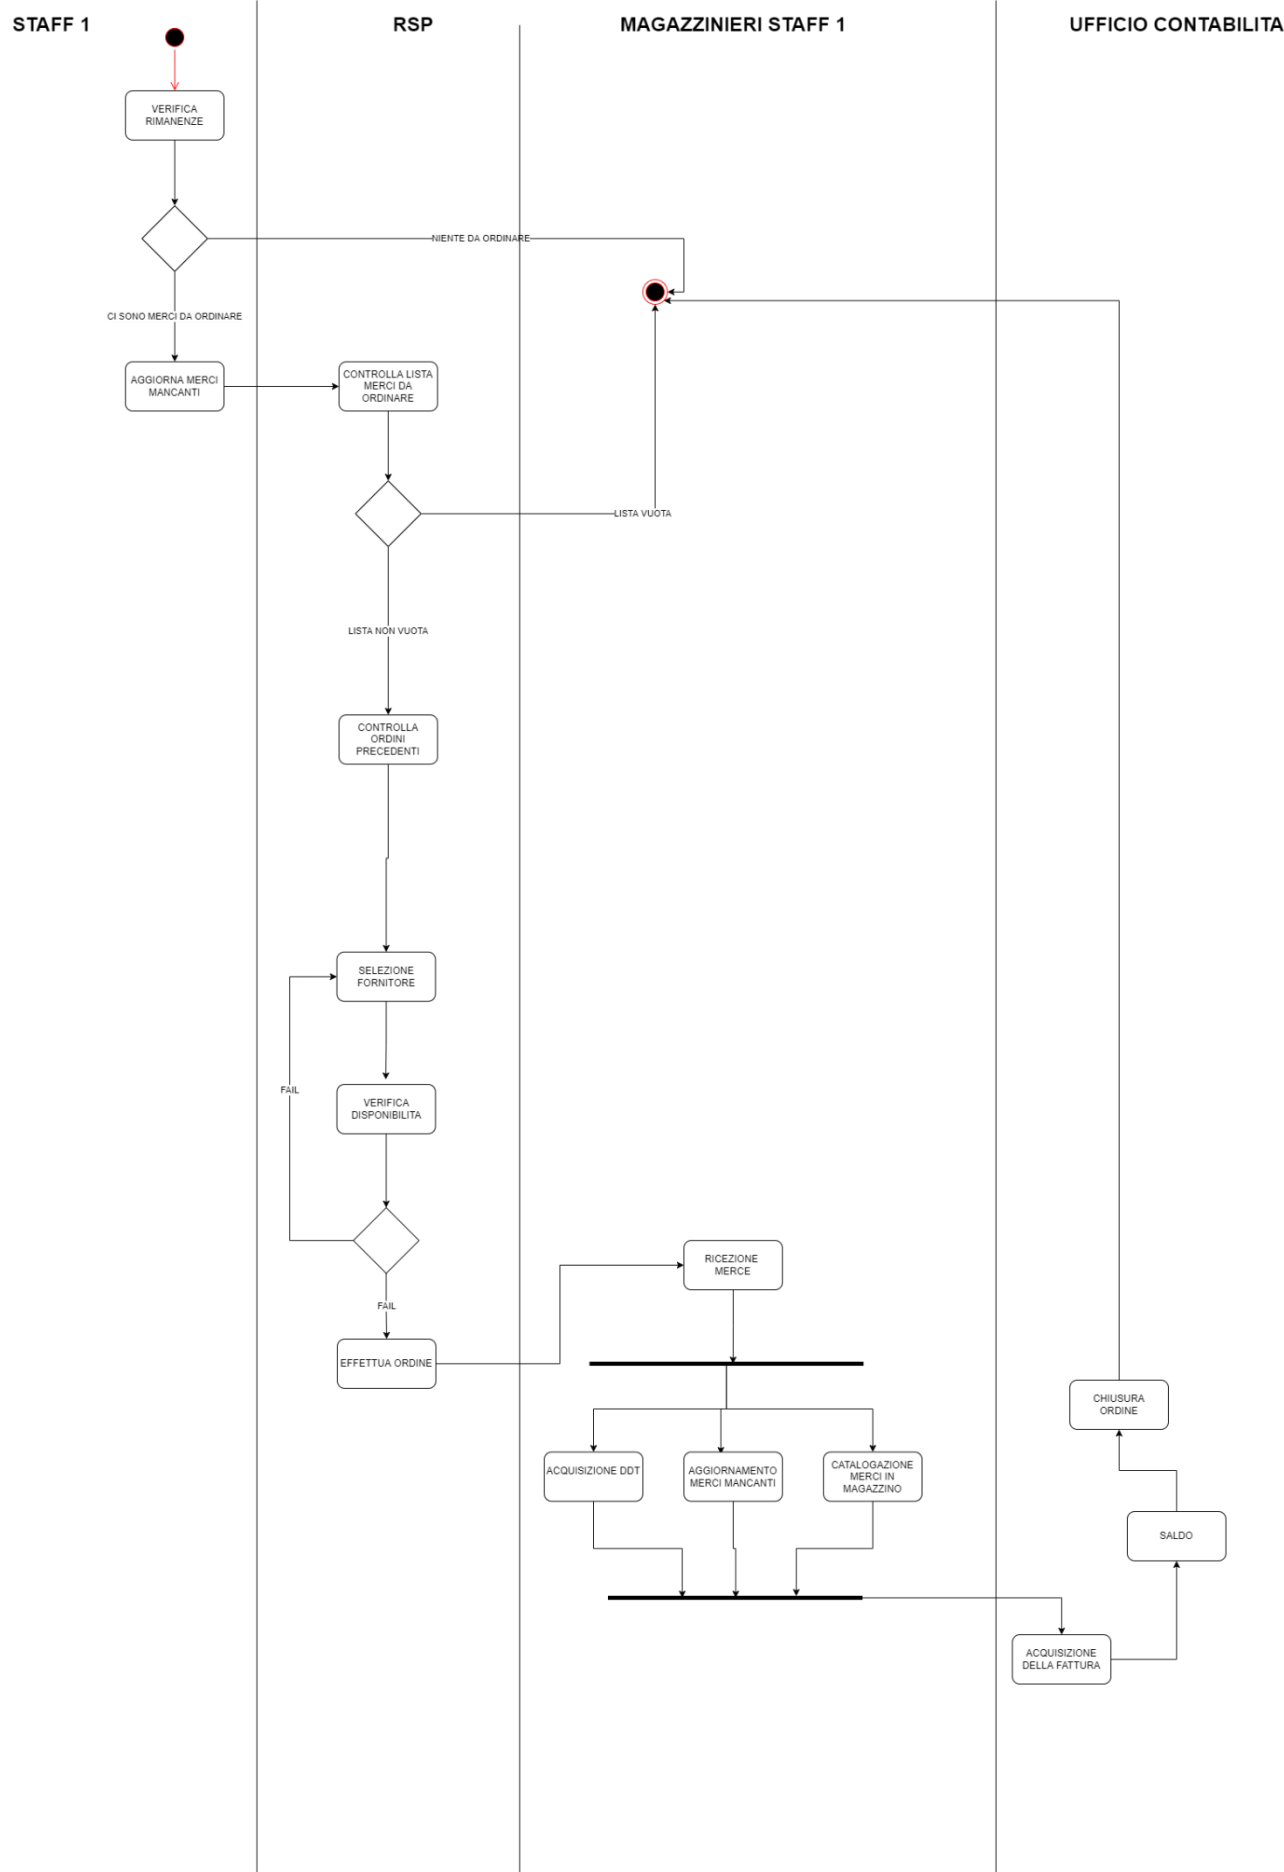 STAFF 1
RSP
MAGAZZINIERI STAFF 1
UFFICIO CONTABILITA
VERIFICA
RIMANENZE
NIENTE DA ORDINARE
CI SONO MERCI DA ORDINARE
AGGIORNA MERCI
MANCANTI
CONTROLLA LISTA
MERCI DA
ORDINARE
LISTA VUOTA
LISTA NON VUOTA
CONTROLLA
ORDINI
PRECEDENTI
SELEZIONE
FORNITORE
FAIL
VERIFICA
DISPONIBILITA
FAIL
EFFETTUA ORDINE
RICEZIONE
MERCE
ACQUISIZIONE DDT
AGGIORNAMENTO
MERCI MANCANTI
CATALOGAZIONE
MERCI IN
MAGAZZINO
CHIUSURA
ORDINE
SALDO
ACQUISIZIONE
DELLA FATTURA